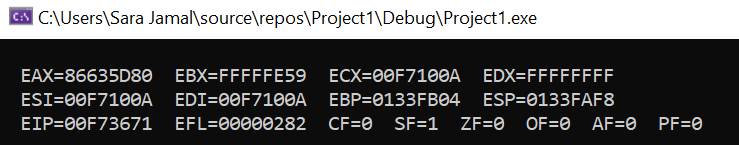 C:\Users\Sara Jamal\source\repos\Project1\Debug\Project1.exe
EAX=86635D80 EBX=FFFFFE59 ECX=00F7100A EDX=FFFFFFFF
ESI=00F7100A EDI=00F7100A EBP=0133FB04 ESP=0133FAF8
EIP=00F73671 EFL=00000282 CF=0 SF=1 ZF=0 OF=0 AF=0 PF=0